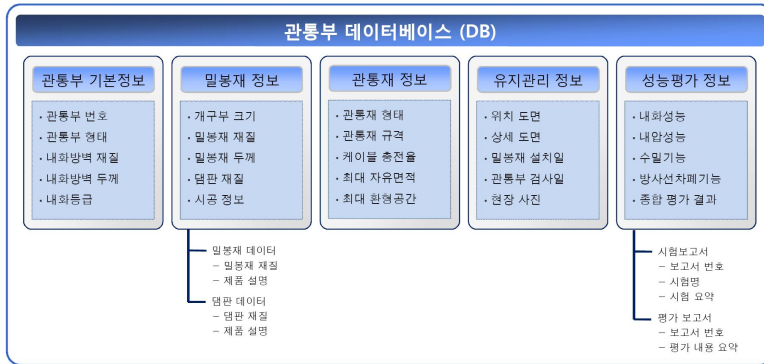 관통부 데이터베이스 (DB)
관통부 기본정보
· 관통부 번호
· 관통부 형태
· 내화방벽 재질
· 내화방벽 두께
· 내화등급
밀봉재 정보
· 개구부 크기
· 밀봉재 재질
· 밀봉재 두께
· 댐판 재질
· 시공 정보
밀봉재 데이터
– 밀봉재 재질
– 제품 설명
댐판 데이터
– 댐판 재질
– 제품 설명
관통재 정보
· 관통재 형태
· 관통재 규격
· 케이블 충전율
· 최대 자유면적
· 최대 환형공간
유지관리 정보
· 위치 도면
· 상세 도면
· 밀봉재 설치일
· 관통부 검사일
· 현장 사진
성능평가 정보
· 내화성능
· 내압성능
· 수밀기능
· 방사선차폐기능
· 종합 평가 결과
시험보고서
– 보고서 번호
– 시험명
– 시험 요약
평가 보고서
– 보고서 번호
– 평가 내용 요약